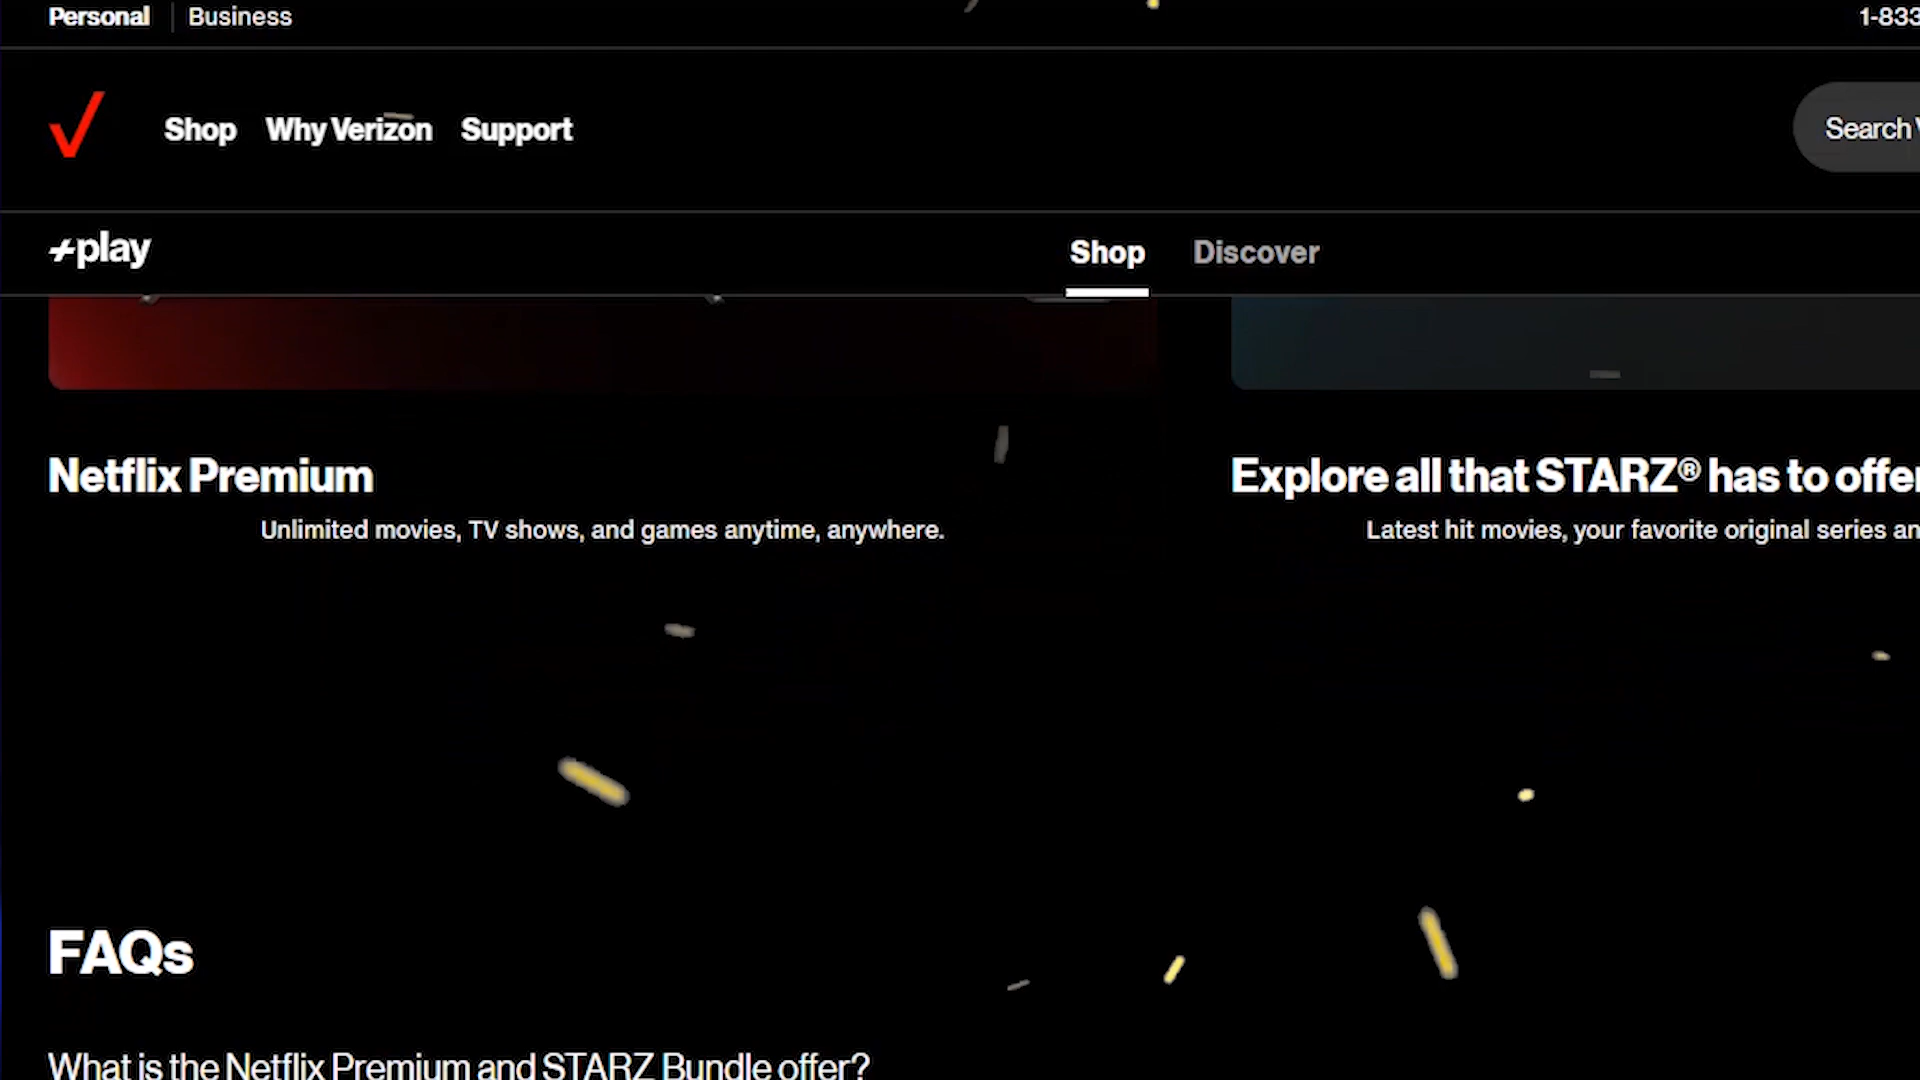 Personal | Business
1-833
Shop Why Verizon Support
Search
+play
Shop Discover
Netflix Premium
Explore all that STARZ® has to offer
Unlimited movies, TV shows, and games anytime, anywhere.
Latest hit movies, your favorite original series an
FAQs
What is the Netflix Premium and STARZ Bundle offer?